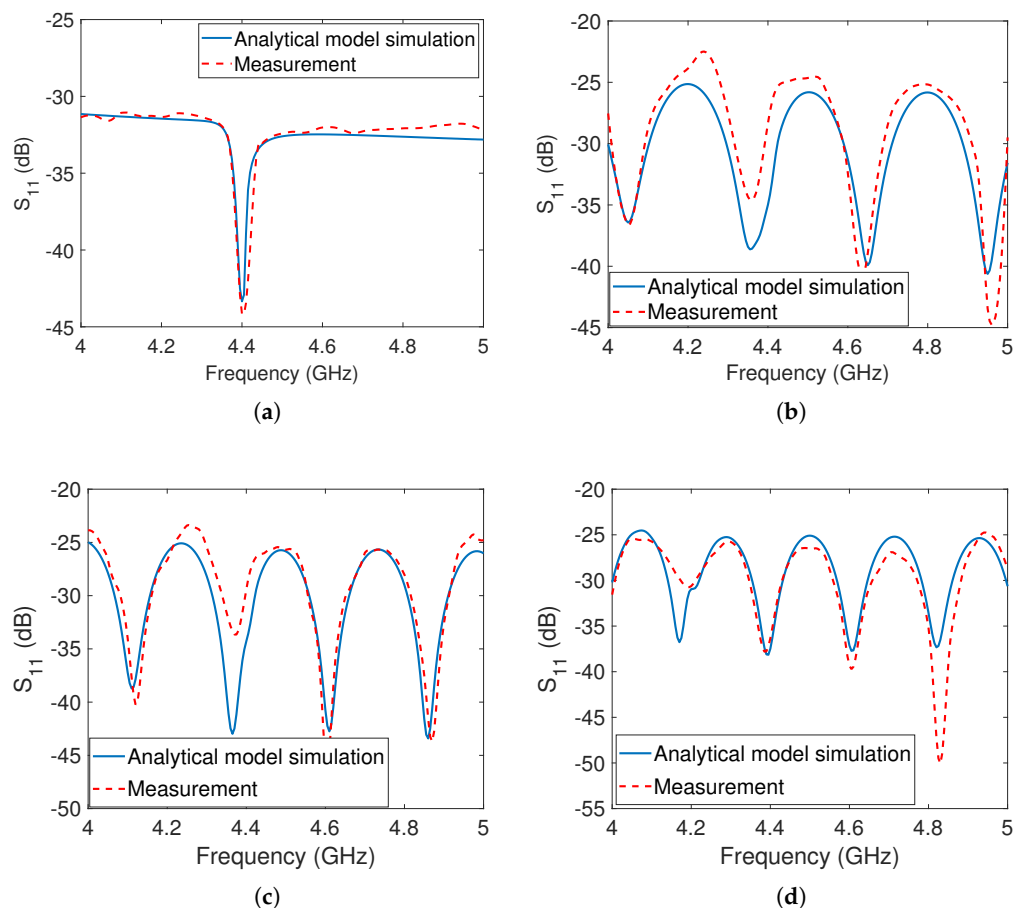 -25
-31
-33
-41
-45
S11 (dB)
4
4.2
4.4
4.6
4.8
5
Frequency (GHz)
Analytical model simulation
Measurement
(a)
-20
-25
-30
-35
-40
-45
S11 (dB)
4
4.2
4.4
4.6
4.8
5
Frequency (GHz)
Analytical model simulation
Measurement
(b)
-20
-25
-30
-35
-40
-45
-50
S11 (dB)
4
4.2
4.4
4.6
4.8
5
Frequency (GHz)
Analytical model simulation
Measurement
(c)
-20
-25
-30
-35
-40
-45
-50
-55
S11 (dB)
4
4.2
4.4
4.6
4.8
5
Frequency (GHz)
Analytical model simulation
Measurement
(d)